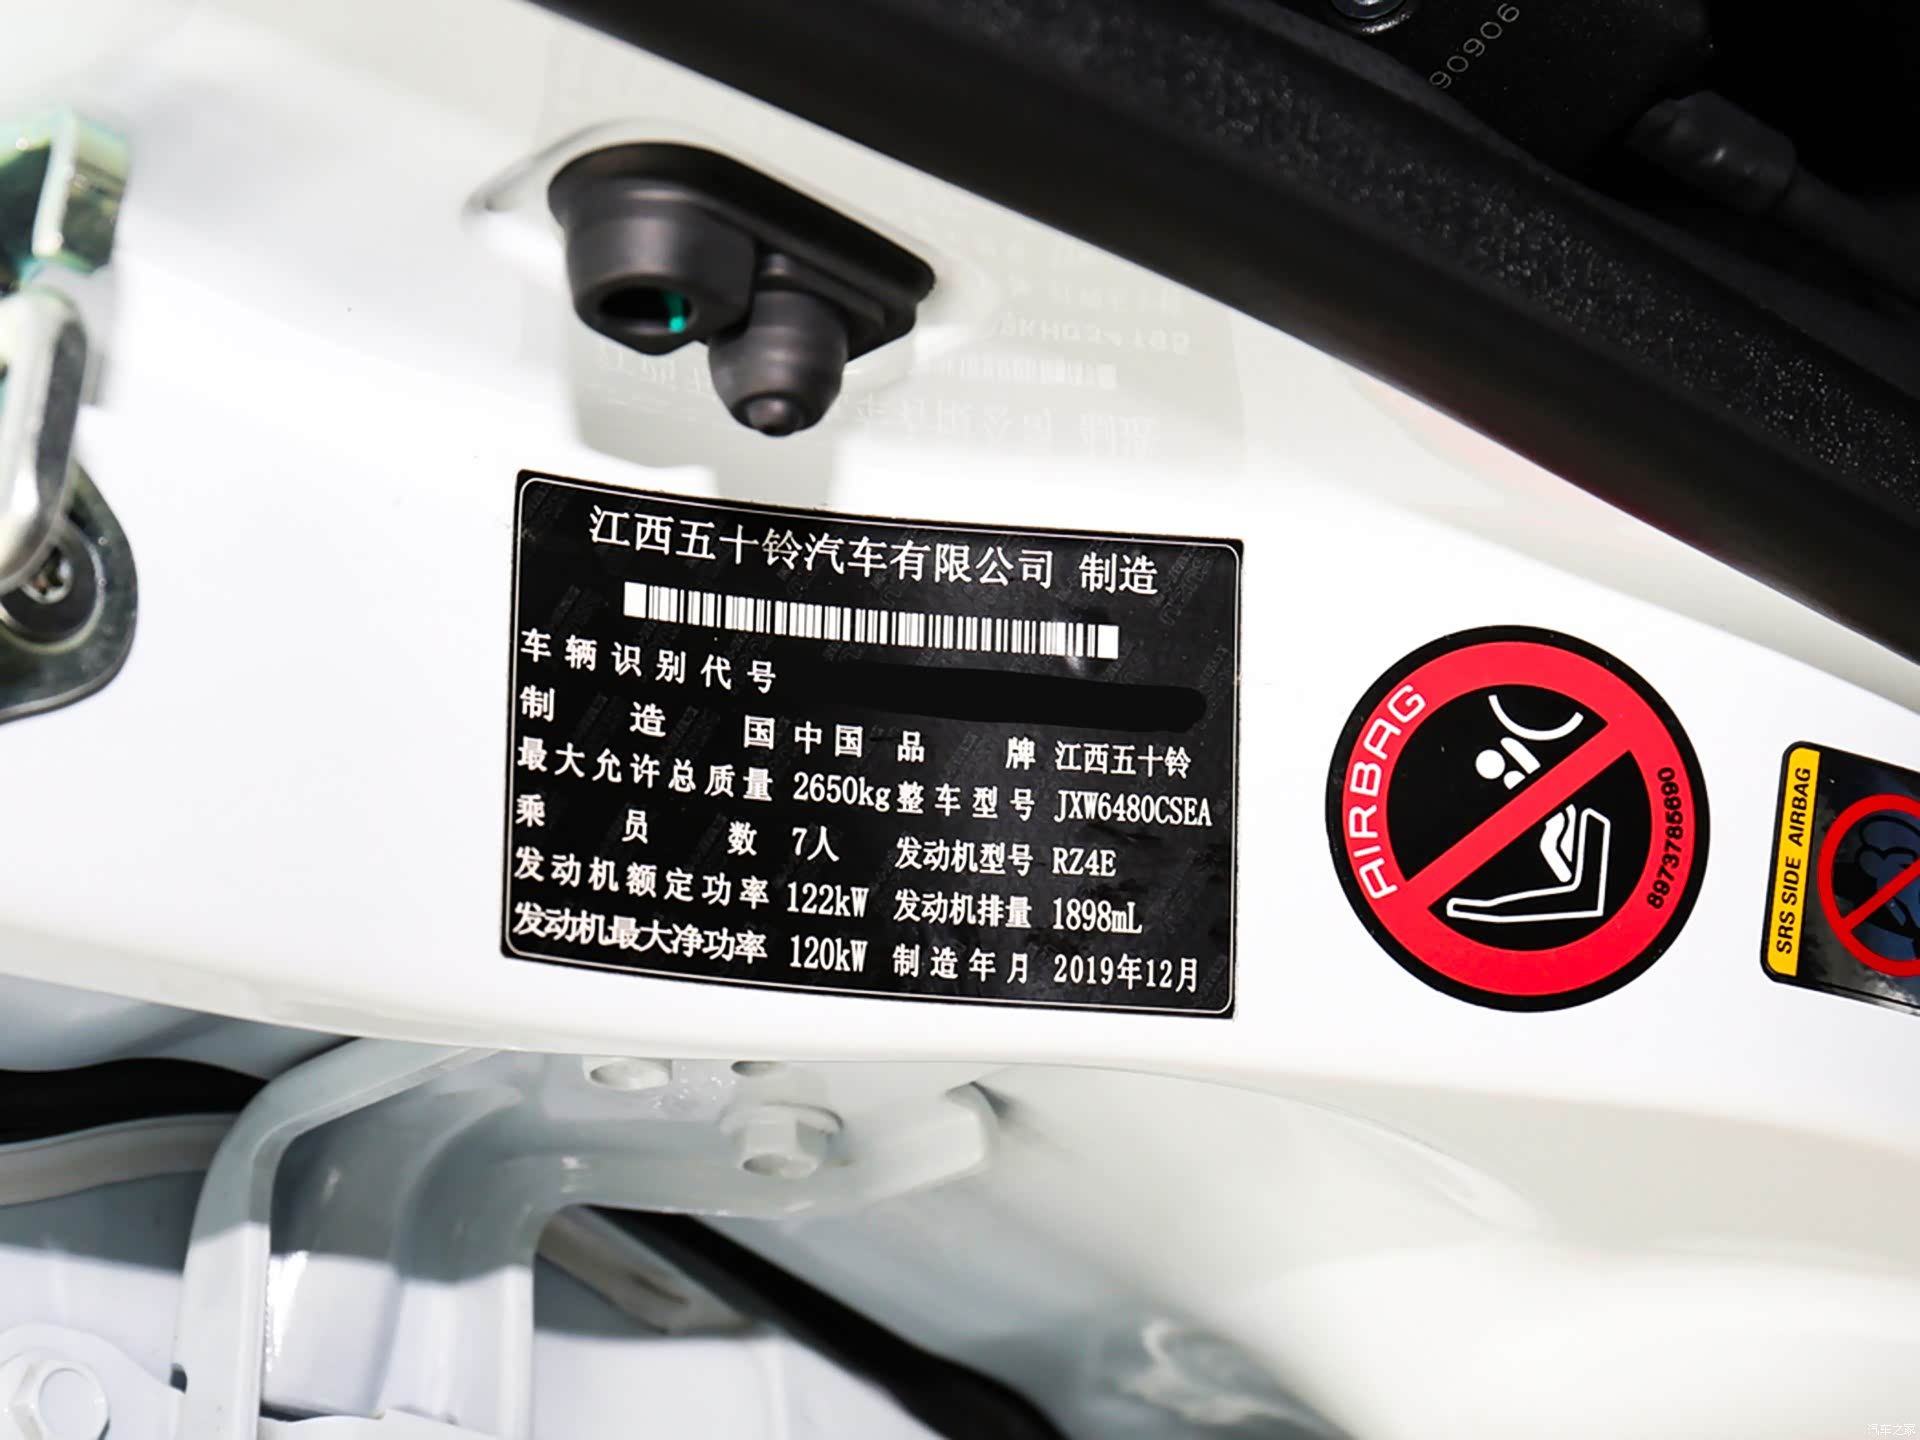 90906
江西五十铃汽车有限公司 制造
车辆识别代号
制造国 中国 品牌 江西五十铃
最大允许总质量 2650kg 整车型号 JXW6480CSEA
乘员数 7人 发动机型号 RZ4E
发动机额定功率 122kW 发动机排量 1898mL
发动机最大净功率 120kW 制造年月 2019年12月
AIRBAG
8973785690
SRS SIDE AIRBAG
汽车之家